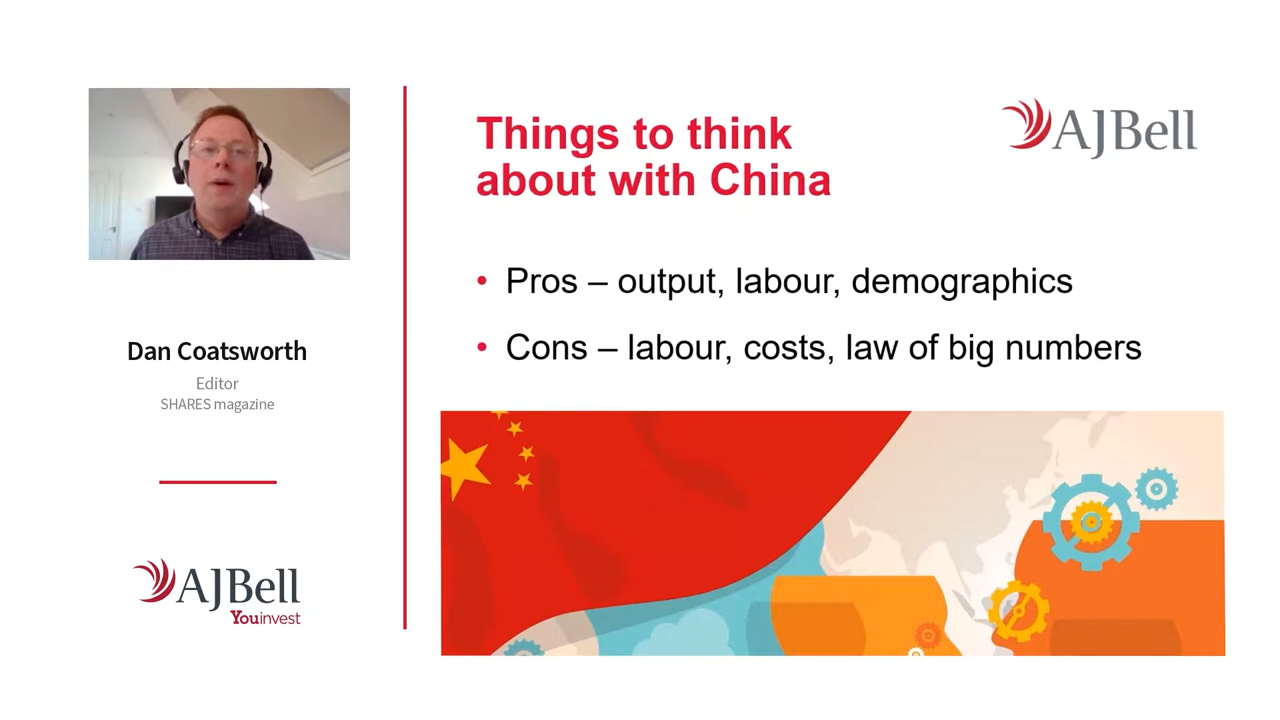 Dan Coatsworth
Editor
SHARES magazine
AJBell
Youinvest
Things to think
about with China
AJBell
• Pros – output, labour, demographics
• Cons – labour, costs, law of big numbers